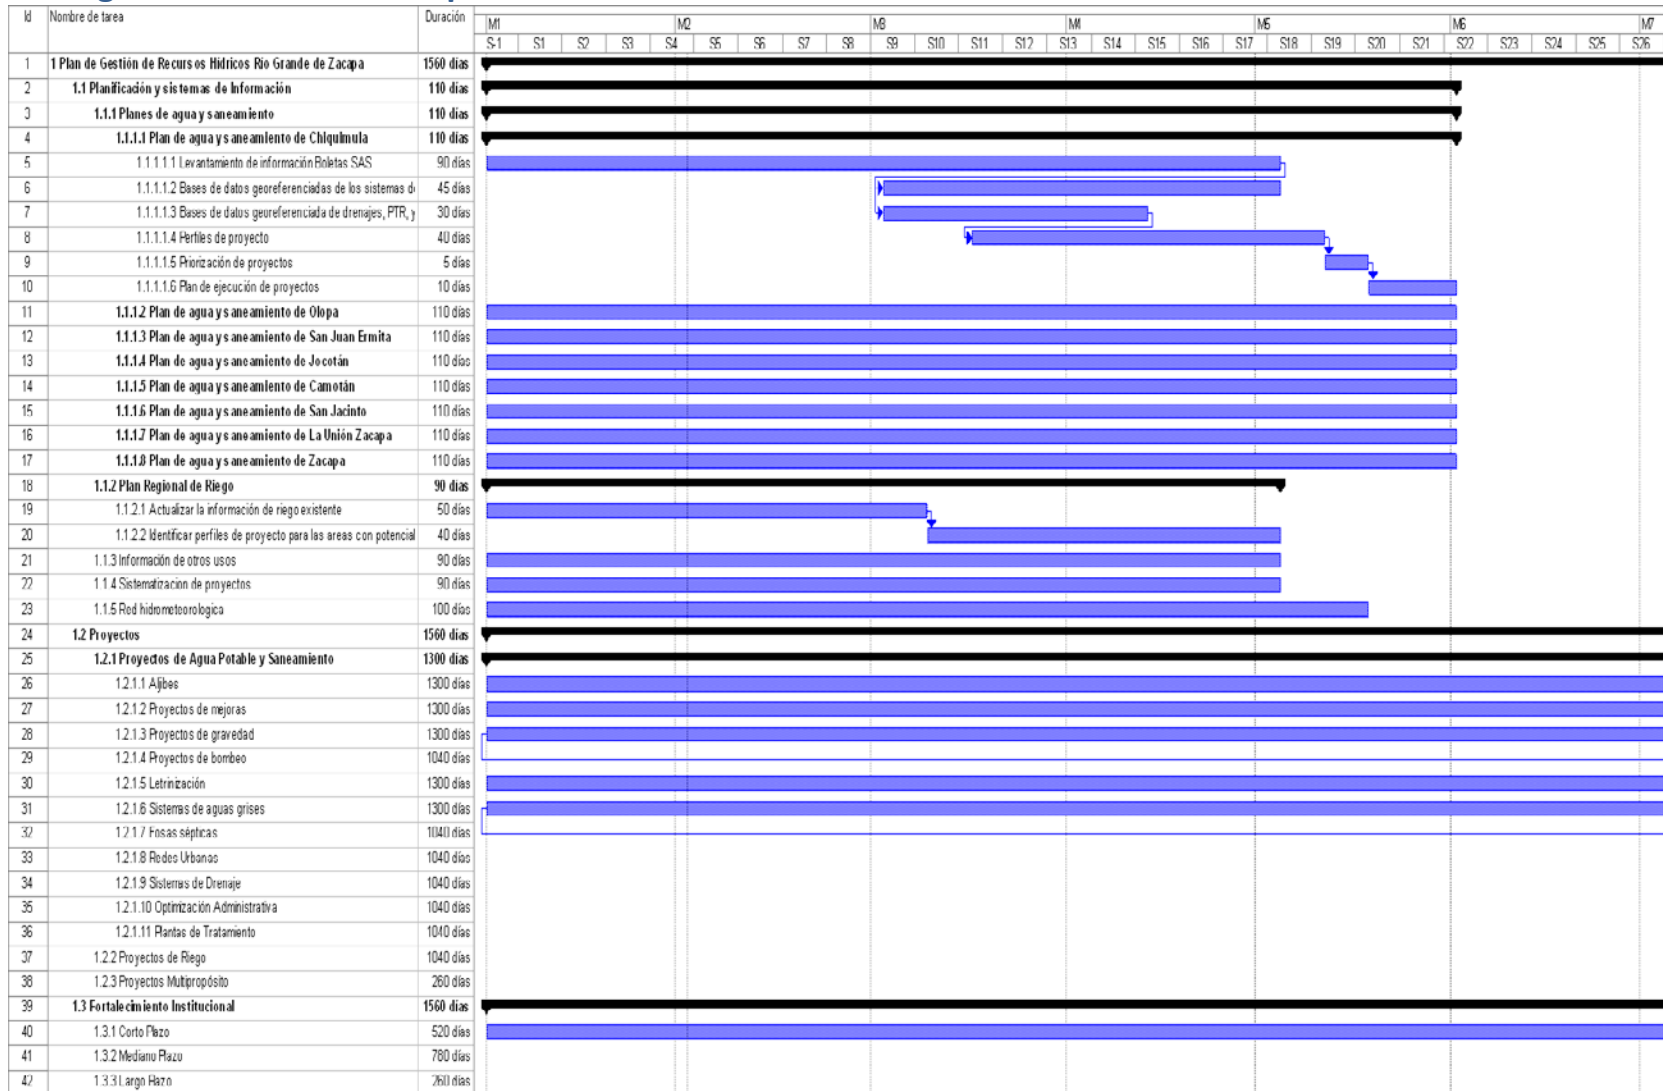 Id Nombre de tarea Duración M1 M2 M3 M4 M5 M6 M7
S-1 S1 S2 S3 S4 S5 S6 S7 S8 S9 S10 S11 S12 S13 S14 S15 S16 S17 S18 S19 S20 S21 S22 S23 S24 S25 S26
1 1 Plan de Gestión de Recursos Hídricos Río Grande de Zacapa 1560 días
2 1.1 Planificación y sistemas de Información 110 días
3 1.1.1 Planes de agua y saneamiento 110 días
4 1.1.1.1 Plan de agua y saneamiento de Chiquimula 110 días
5 1.1.1.1.1 Levantamiento de información Boletas SAS 90 días
6 1.1.1.1.2 Bases de datos georeferenciadas de los sistemas d 45 días
7 1.1.1.1.3 Bases de datos georeferenciada de drenajes, PTR, y 30 días
8 1.1.1.1.4 Perfiles de proyecto 40 días
9 1.1.1.1.5 Priorización de proyectos 5 días
10 1.1.1.1.6 Plan de ejecución de proyectos 10 días
11 1.1.1.2 Plan de agua y saneamiento de Olopa 110 días
12 1.1.1.3 Plan de agua y saneamiento de San Juan Ermita 110 días
13 1.1.1.4 Plan de agua y saneamiento de Jocotán 110 días
14 1.1.1.5 Plan de agua y saneamiento de Camotán 110 días
15 1.1.1.6 Plan de agua y saneamiento de San Jacinto 110 días
16 1.1.1.7 Plan de agua y saneamiento de La Unión Zacapa 110 días
17 1.1.1.8 Plan de agua y saneamiento de Zacapa 110 días
18 1.1.2 Plan Regional de Riego 90 días
19 1.1.2.1 Actualizar la información de riego existente 50 días
20 1.1.2.2 Identificar perfiles de proyecto para las areas con potencial 40 días
21 1.1.3 Información de otros usos 90 días
22 1.1.4 Sistematizacion de proyectos 90 días
23 1.1.5 Red hidrometeorologica 100 días
24 1.2 Proyectos 1560 días
25 1.2.1 Proyectos de Agua Potable y Saneamiento 1300 días
26 1.2.1.1 Aljibes 1300 días
27 1.2.1.2 Proyectos de mejoras 1300 días
28 1.2.1.3 Proyectos de gravedad 1300 días
29 1.2.1.4 Proyectos de bombeo 1040 días
30 1.2.1.5 Letrinización 1300 días
31 1.2.1.6 Sistemas de aguas grises 1300 días
32 1.2.1.7 Fosas sépticas 1040 días
33 1.2.1.8 Redes Urbanas 1040 días
34 1.2.1.9 Sistemas de Drenaje 1040 días
35 1.2.1.10 Optimización Administrativa 1040 días
36 1.2.1.11 Plantas de Tratamiento 1040 días
37 1.2.2 Proyectos de Riego 1040 días
38 1.2.3 Proyectos Multipropósito 260 días
39 1.3 Fortalecimiento Institucional 1560 días
40 1.3.1 Corto Plazo 520 días
41 1.3.2 Mediano Plazo 780 días
42 1.3.3 Largo Plazo 260 días